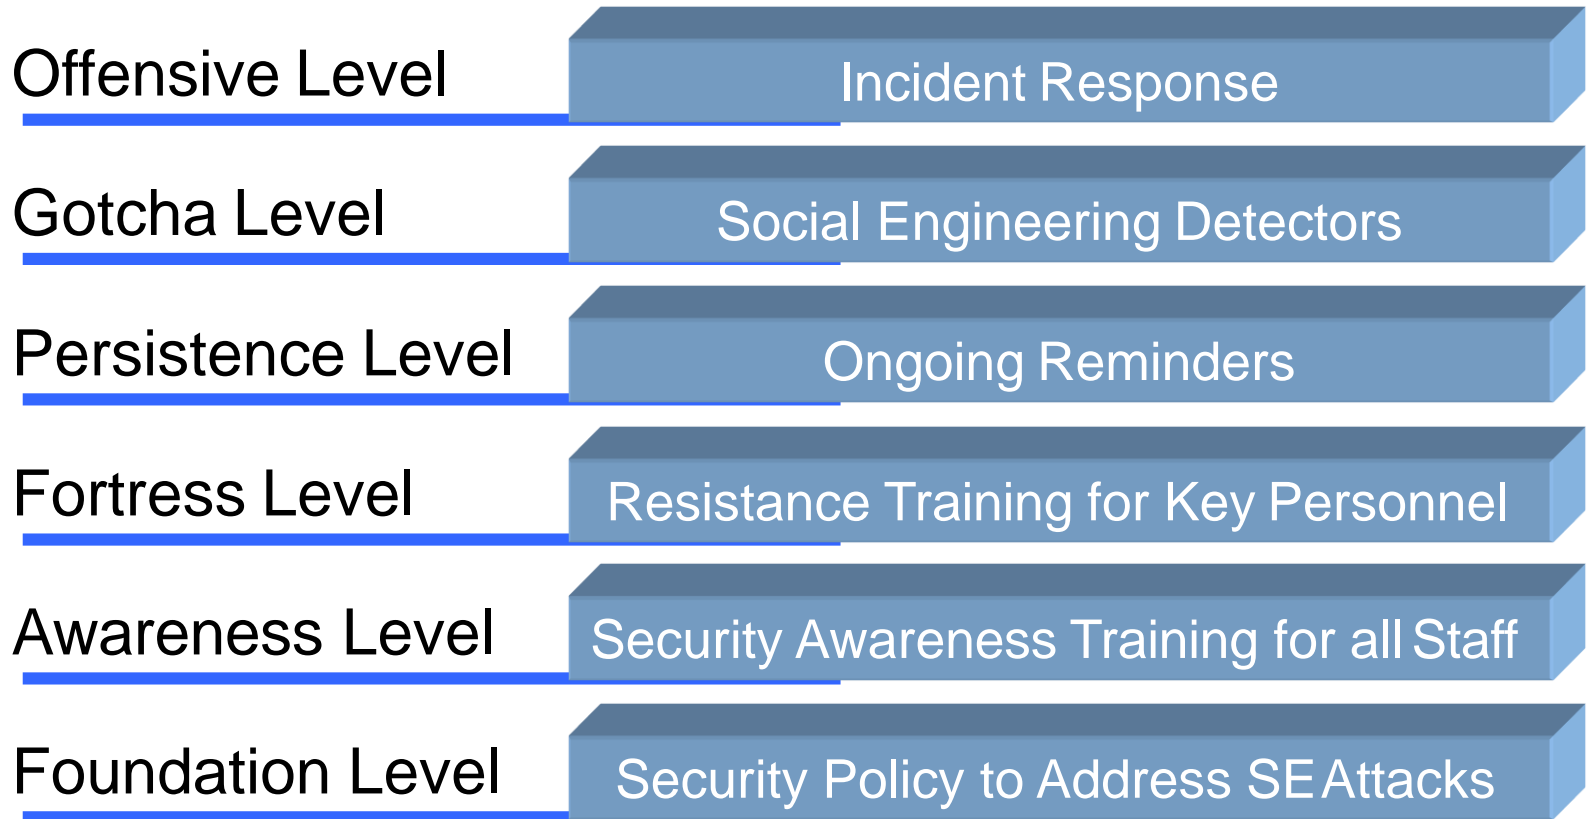 Offensive Level
Incident Response
Gotcha Level
Social Engineering Detectors
Persistence Level
Ongoing Reminders
Fortress Level
Resistance Training for Key Personnel
Awareness Level
Security Awareness Training for all Staff
Foundation Level
Security Policy to Address SE Attacks